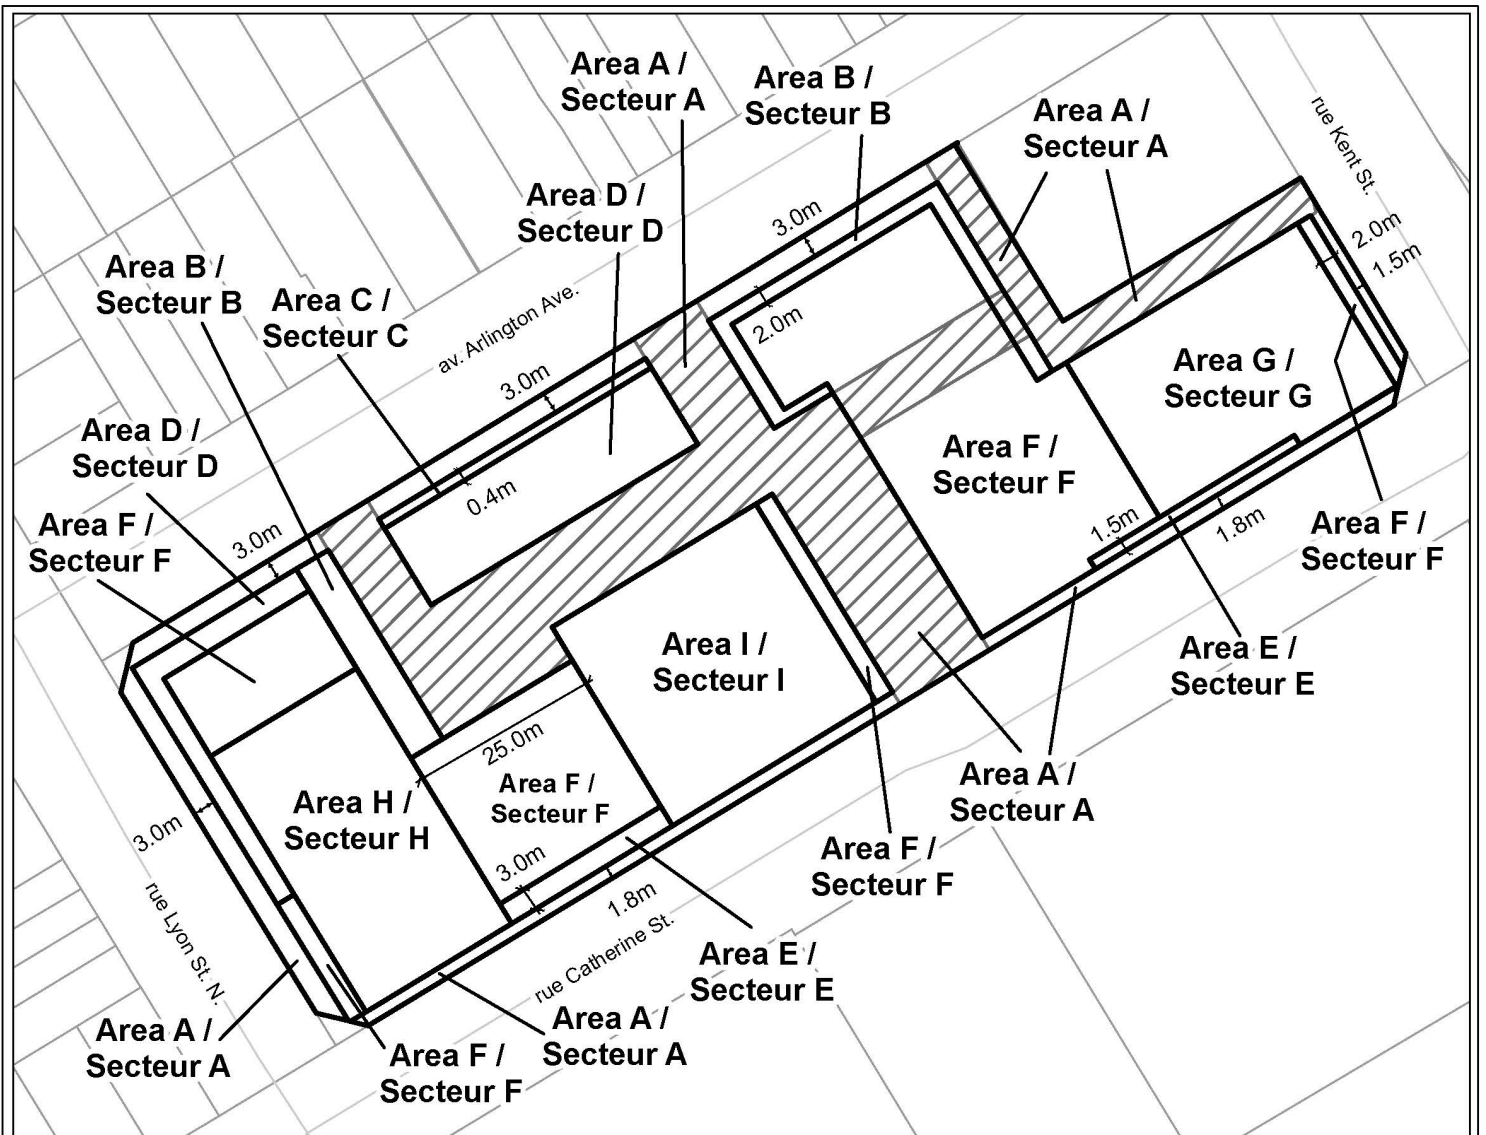 Area A /
Secteur A
Area B /
Secteur B
Area A /
Secteur A
rue Kent St.
Area D /
Secteur D
3.0m
2.0m
1.5m
Area B /
Secteur B
Area C /
Secteur C
av. Arlington Ave.
2.0m
3.0m
Area G /
Secteur G
Area D /
Secteur D
Area F /
Secteur F
0.4m
Area F /
Secteur F
3.0m
1.5m
1.8m
Area F /
Secteur F
Area I /
Secteur I
Area E /
Secteur E
25.0m
Area F /
Secteur F
Area H /
Secteur H
Area A /
Secteur A
3.0m
3.0m
1.8m
Area F /
Secteur F
rue Lyon St. N.
rue Catherine St.
Area E /
Secteur E
Area A /
Secteur A
Area A /
Secteur A
Area F /
Secteur F